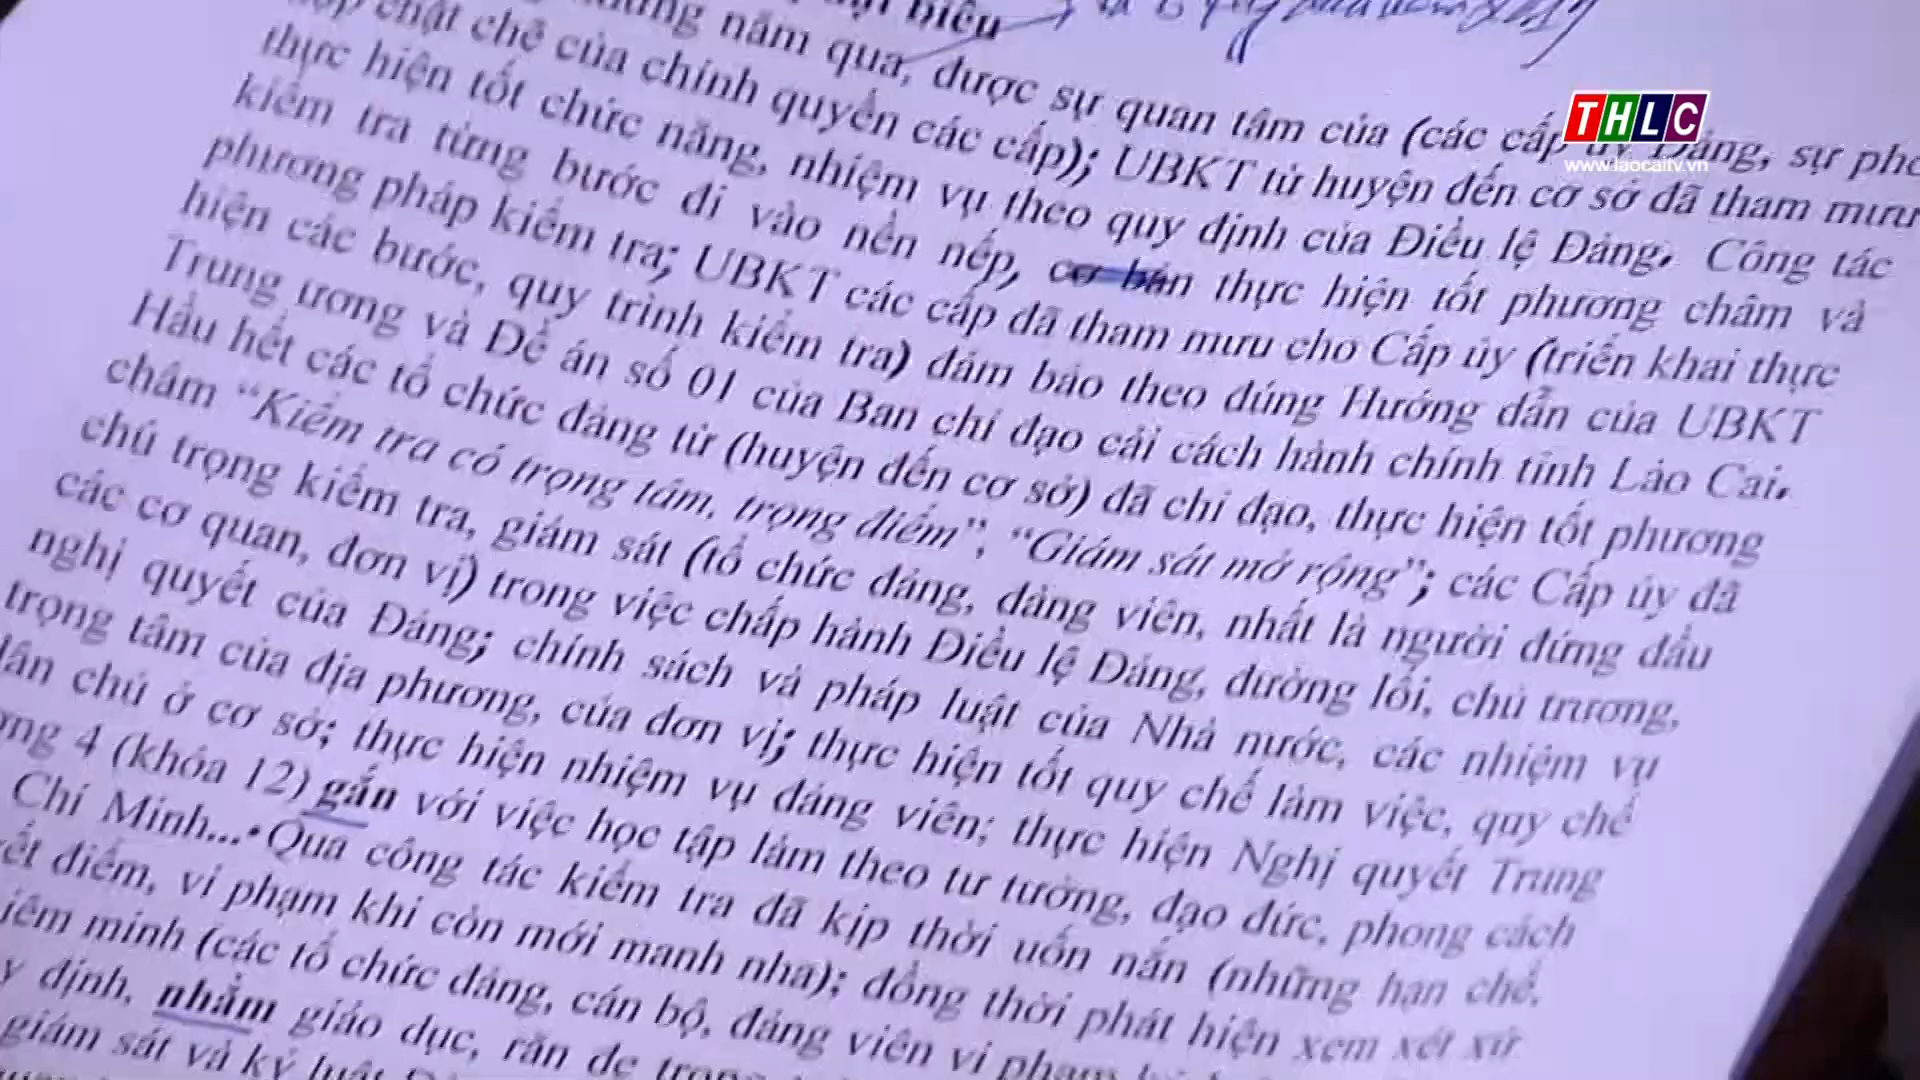 biểu
những năm qua, được sự quan tâm của (các cấp ủy Đảng, sự
chặt chẽ của chính quyền các cấp); UBKT từ huyện đến cơ sở đã tham mưu
thực hiện tốt chức năng, nhiệm vụ theo quy định của Điều lệ Đảng. Công tác
kiểm tra từng bước đi vào nền nếp, cơ bản thực hiện tốt phương châm và
phương pháp kiểm tra; UBKT các cấp đã tham mưu cho Cấp ủy (triển khai thực
hiện các bước, quy trình kiểm tra) đảm bảo theo đúng Hướng dẫn của UBKT
Trung ương và Đề án số 01 của Ban chỉ đạo cải cách hành chính tỉnh Lào Cai.
Hầu hết các tổ chức đảng từ (huyện đến cơ sở) đã chỉ đạo, thực hiện tốt phương
châm “Kiểm tra có trọng tâm, trọng điểm”, “Giám sát mở rộng”; các Cấp ủy đã
chú trọng kiểm tra, giám sát (tổ chức đảng, đảng viên, nhất là người đứng đầu
các cơ quan, đơn vị) trong việc chấp hành Điều lệ Đảng, đường lối, chủ trương,
nghị quyết của Đảng; chính sách và pháp luật của Nhà nước, các nhiệm vụ
trọng tâm của địa phương, của đơn vị; thực hiện tốt quy chế làm việc, quy chế
dân chủ ở cơ sở; thực hiện nhiệm vụ đảng viên; thực hiện Nghị quyết Trung
4 (khóa 12) gắn với việc học tập làm theo tư tưởng, đạo đức, phong cách
Chí Minh... Qua công tác kiểm tra đã kịp thời uốn nắn (những hạn chế,
điểm, vi phạm khi còn mới manh nha); đồng thời phát hiện xem xét xử
minh (các tổ chức đảng, cán bộ, đảng viên vi phạm
định, nhằm giáo dục, răn đe trong
giám sát và kỷ luật
THLC
www.laocaitv.vn